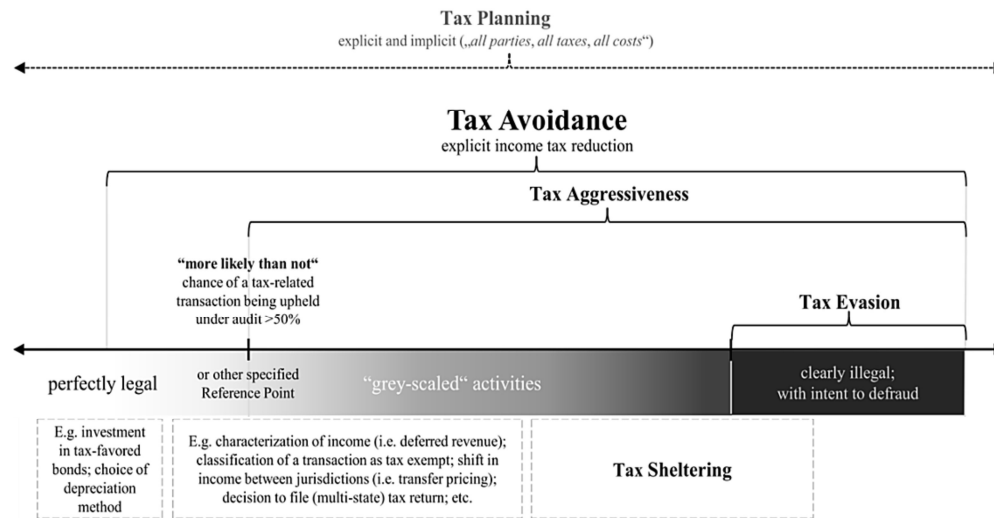 Tax Planning
explicit and implicit („all parties, all taxes, all costs“)
Tax Avoidance
explicit income tax reduction
Tax Aggressiveness
“more likely than not“
chance of a tax-related
transaction being upheld
under audit >50%
Tax Evasion
perfectly legal
or other specified
Reference Point
“grey-scaled“ activities
clearly illegal;
with intent to defraud
E.g. investment
in tax-favored
bonds; choice of
depreciation
method
E.g. characterization of income (i.e. deferred revenue);
classification of a transaction as tax exempt; shift in
income between jurisdictions (i.e. transfer pricing);
decision to file (multi-state) tax return; etc.
Tax Sheltering